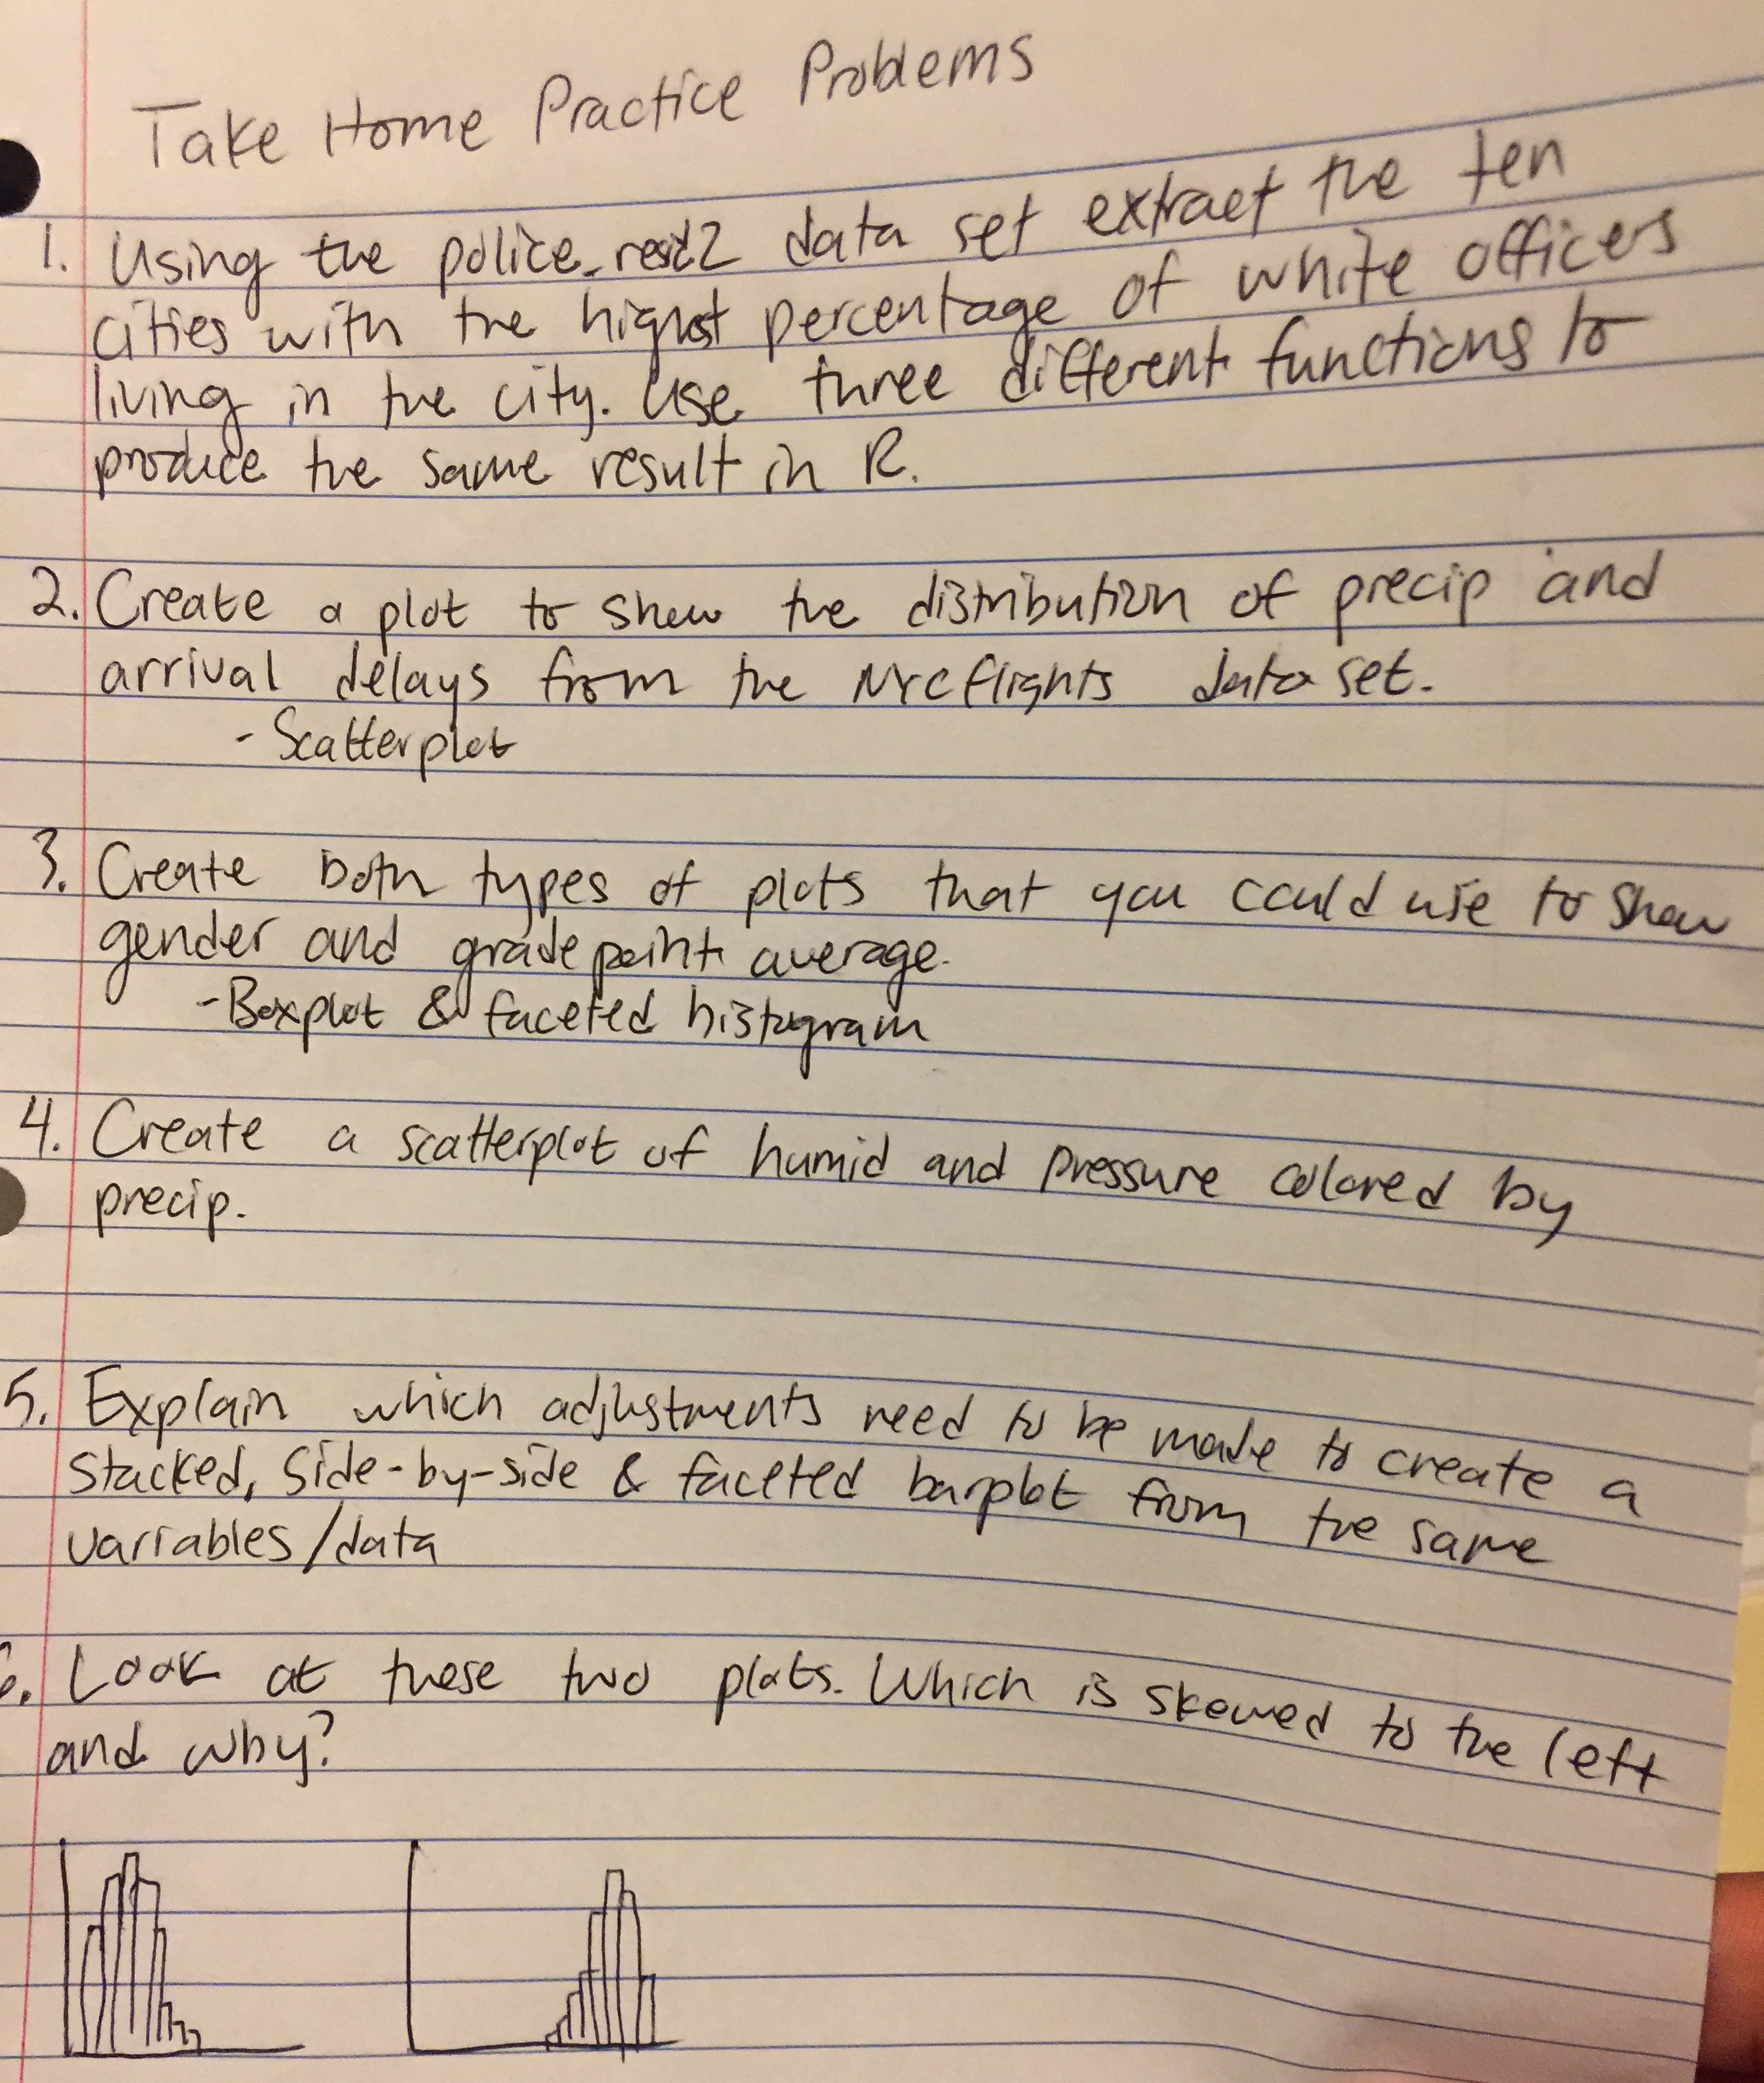 Take Home Practice Problems
1. Using the police_resid2 data set extract the ten
cities with the highest percentage of white officers
living in the city. Use three different functions to
produce the same result in R.
2. Create a plot to show the distribution of precip and
arrival delays from the NYCflights data set.
- Scatterplot
3. Create both types of plots that you could use to show
gender and grade point average.
- Boxplot & faceted histogram
4. Create a scatterplot of humid and pressure colored by
precip.
5. Explain which adjustments need to be made to create a
stacked, side-by-side & faceted barplot from the same
variables/data
6. Look at these two plots. Which is skewed to the left
and why?